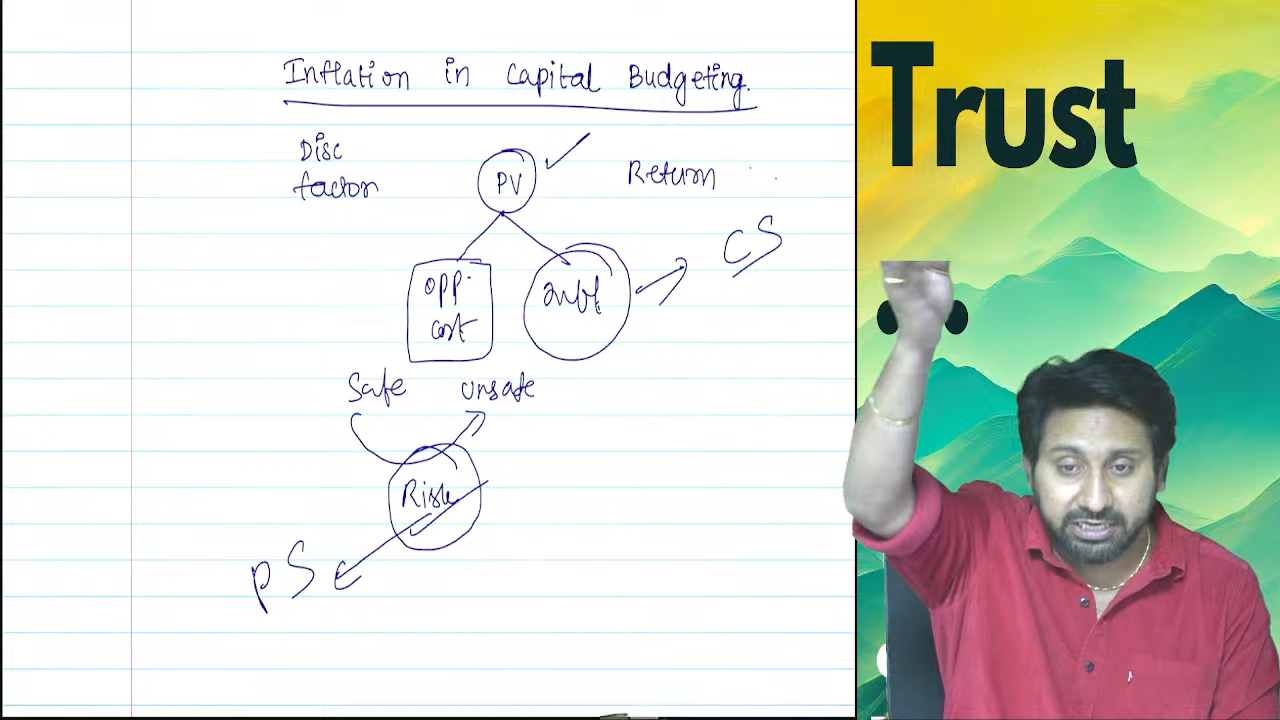 Inflation in Capital Budgeting.
Disc
factor
PV
Return
opp.
cost
CS
Safe
unsafe
Risk
PS
Trust